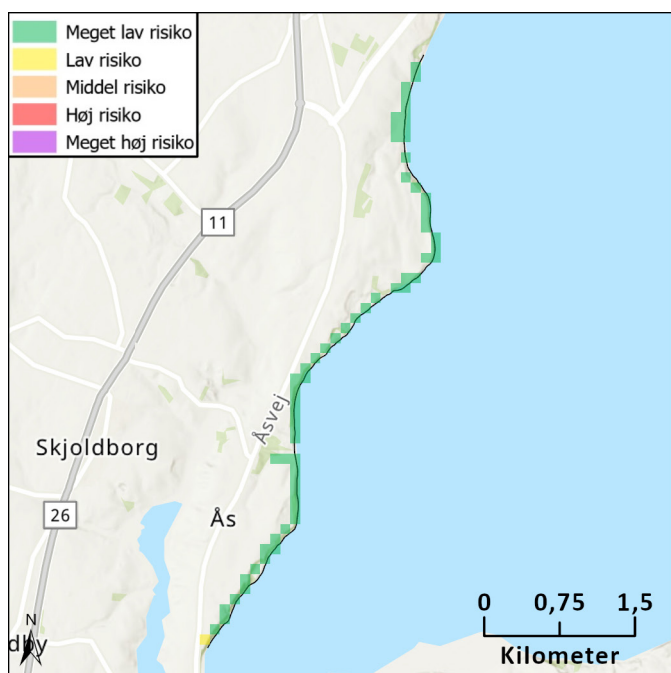 Meget lav risiko
Lav risiko
Middel risiko
Høj risiko
Meget høj risiko
11
Åsvej
Skjoldborg
26
Ås
N
dby
0 0,75 1,5
Kilometer